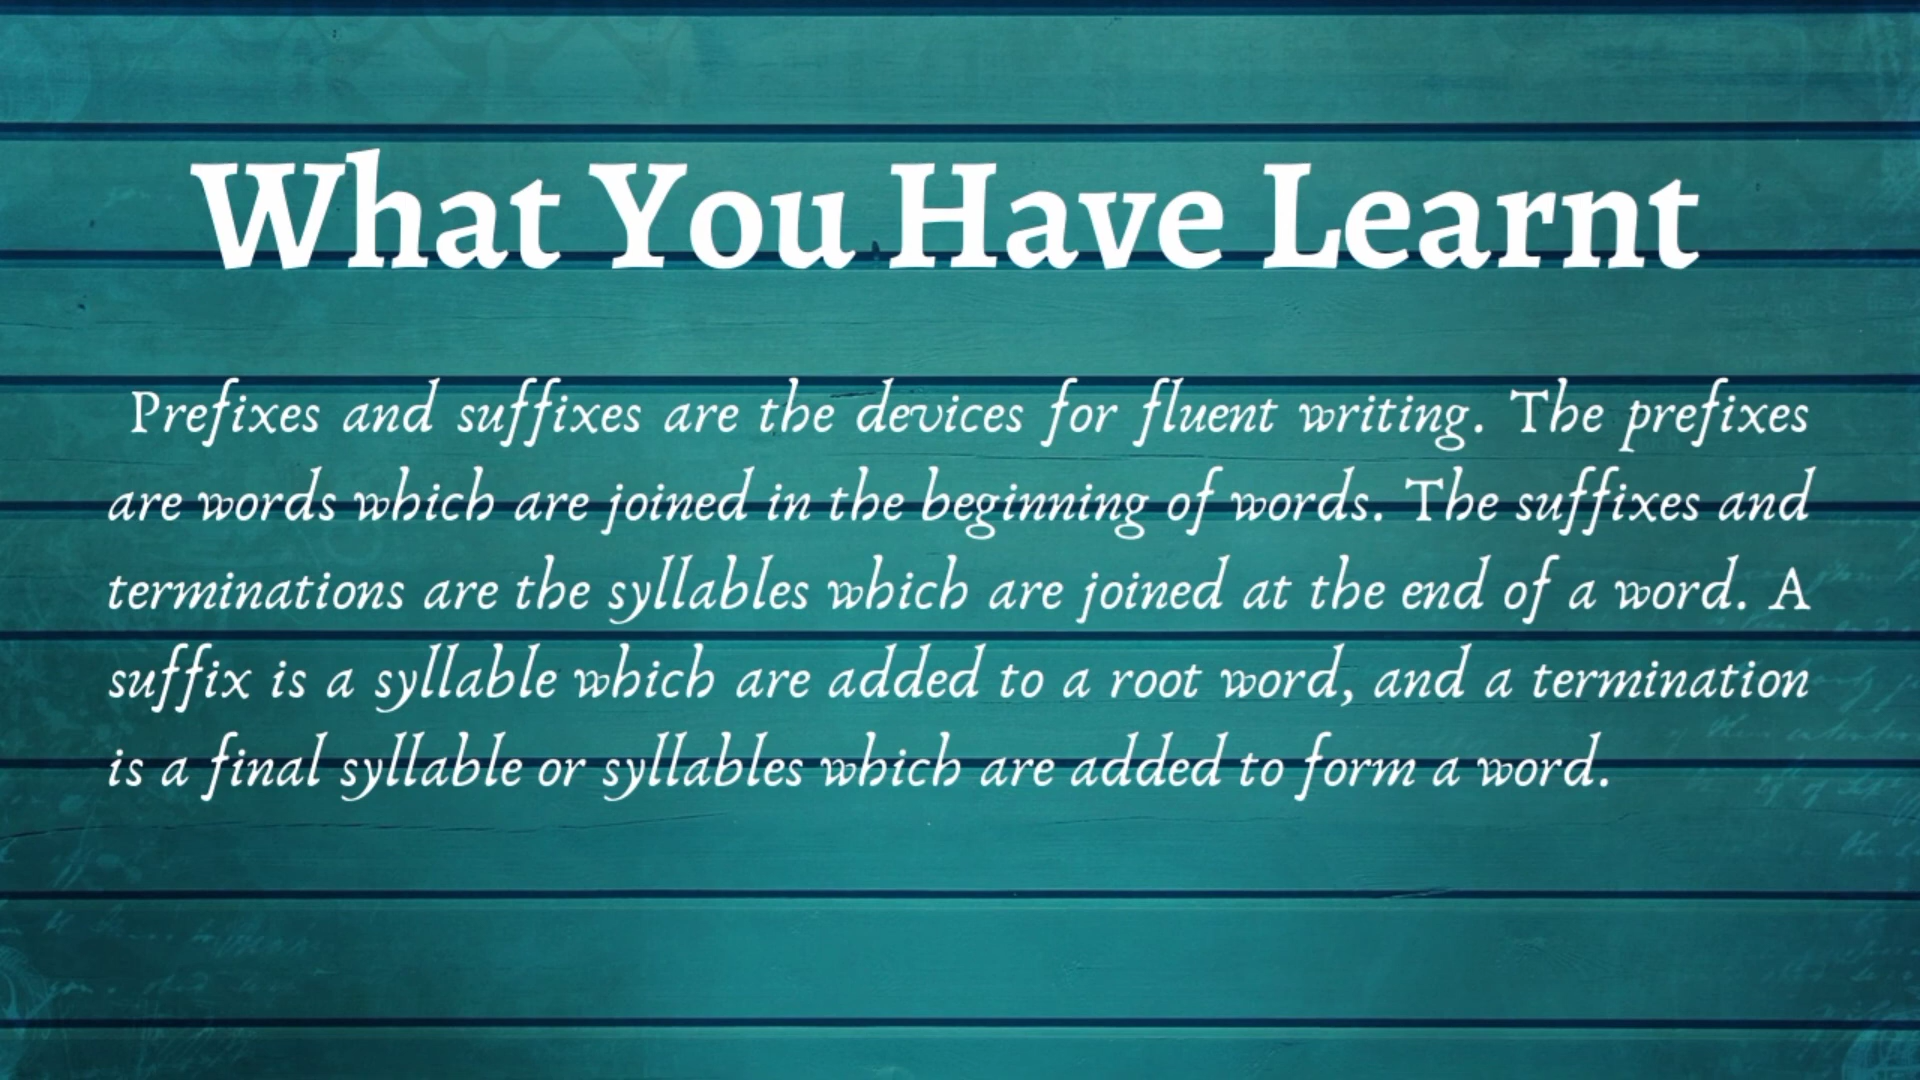 What You Have Learnt
Prefixes and suffixes are the devices for fluent writing. The prefixes
are words which are joined in the beginning of words. The suffixes and
terminations are the syllables which are joined at the end of a word. A
suffix is a syllable which are added to a root word, and a termination
is a final syllable or syllables which are added to form a word.